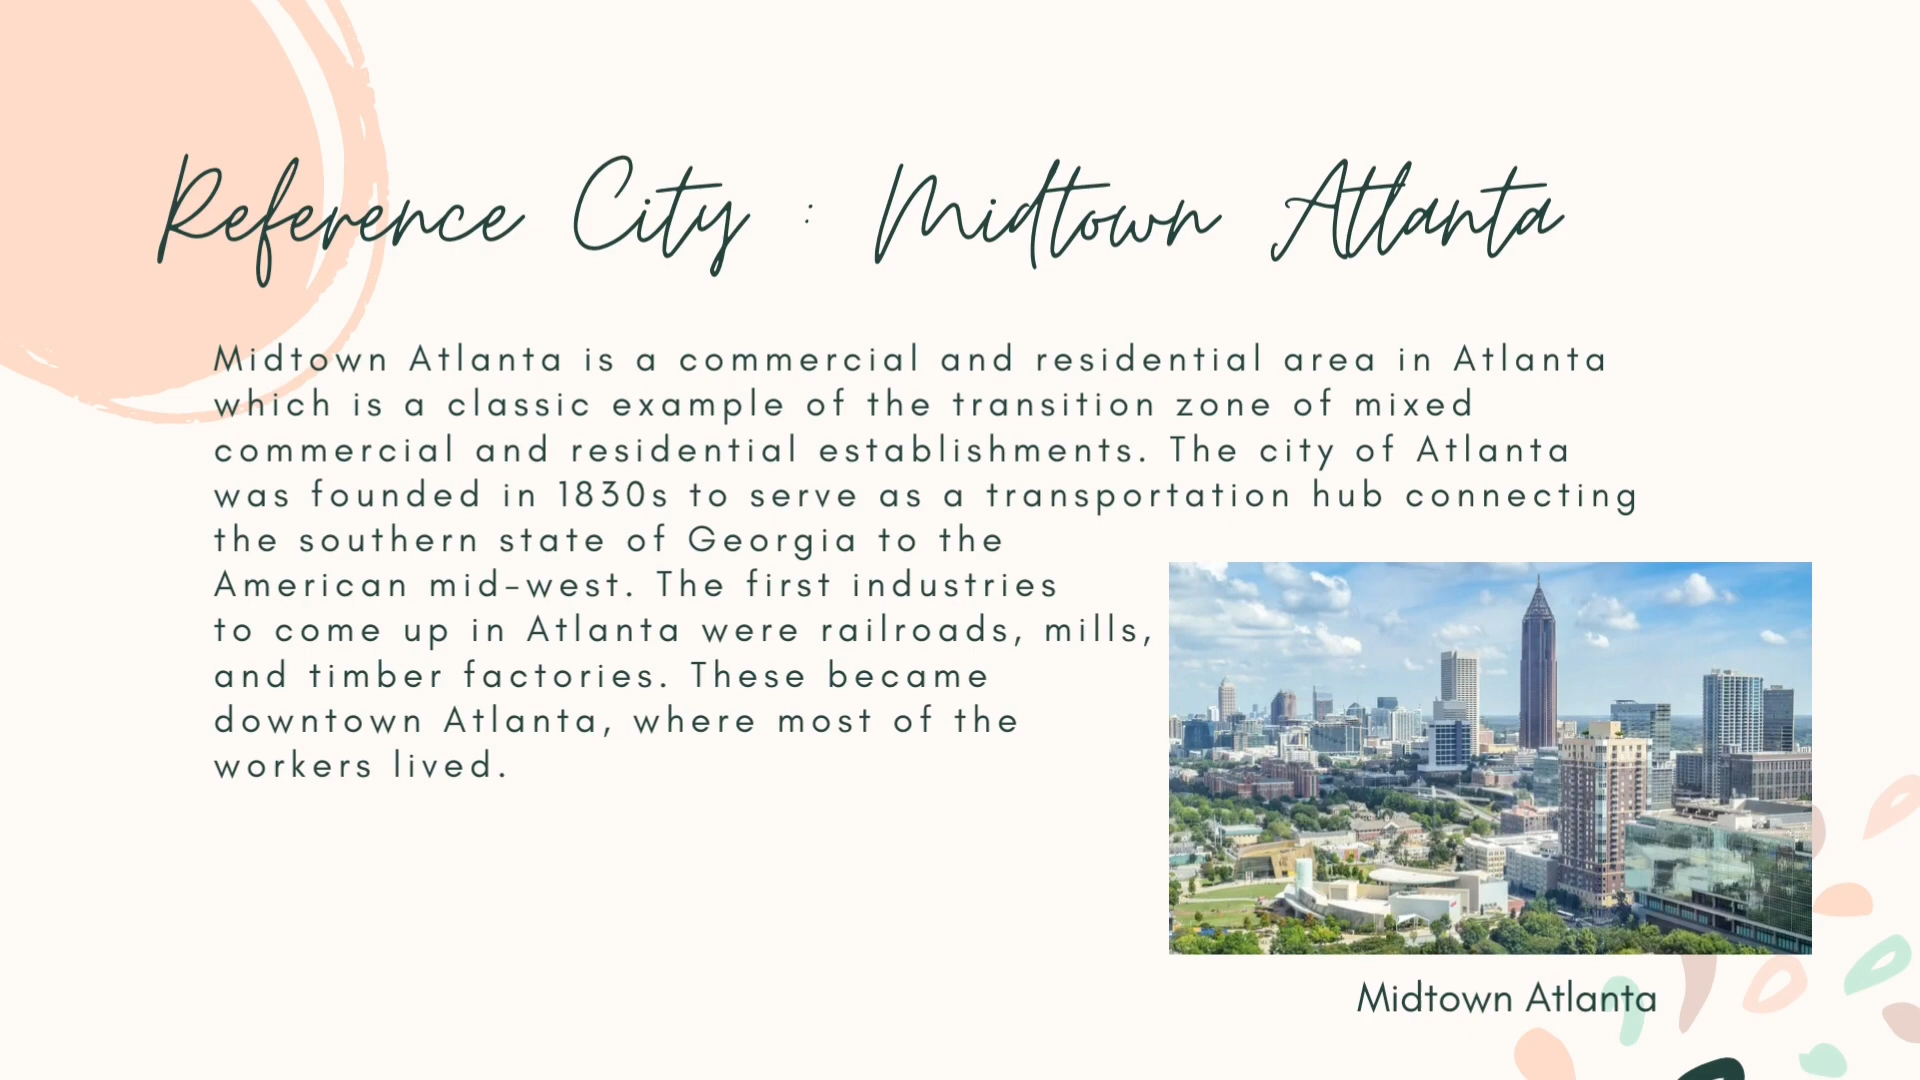 Reference City : Midtown Atlanta
Midtown Atlanta is a commercial and residential area in Atlanta
which is a classic example of the transition zone of mixed
commercial and residential establishments. The city of Atlanta
was founded in 1830s to serve as a transportation hub connecting
the southern state of Georgia to the
American mid-west. The first industries
to come up in Atlanta were railroads, mills,
and timber factories. These became
downtown Atlanta, where most of the
workers lived.
Midtown Atlanta